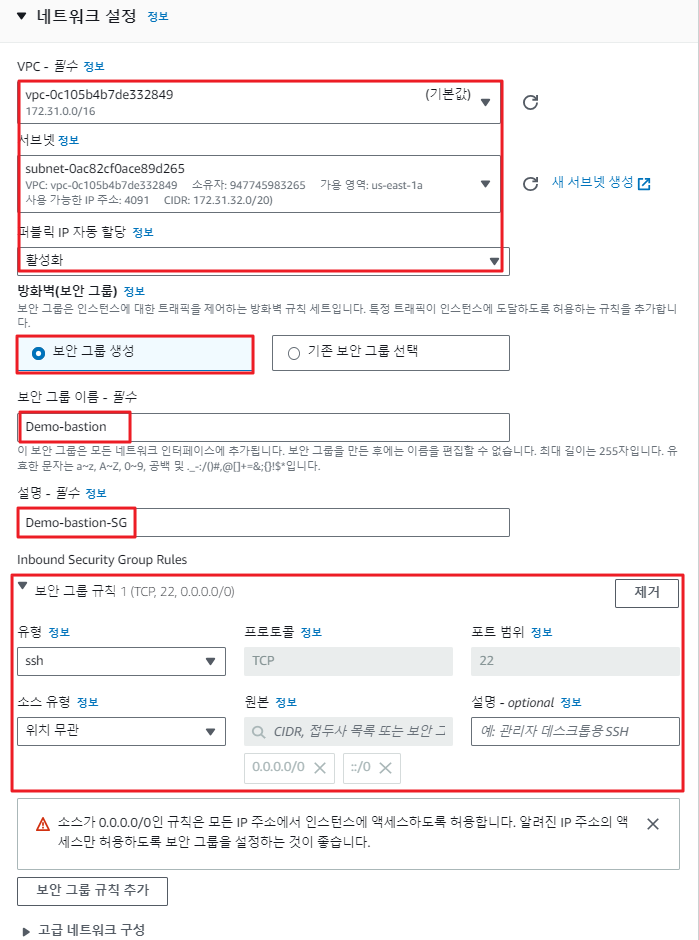 네트워크 설정 정보
VPC - 필수 정보
vpc-0c105b4b7de332849 (기본값)
172.31.0.0/16
서브넷 정보
subnet-0ac82cf0ace89d265
VPC: vpc-0c105b4b7de332849 소유자: 947745983265 가용 영역: us-east-1a
사용 가능한 IP 주소: 4091 CIDR: 172.31.32.0/20)
새 서브넷 생성
퍼블릭 IP 자동 할당 정보
활성화
방화벽(보안 그룹) 정보
보안 그룹은 인스턴스에 대한 트래픽을 제어하는 방화벽 규칙 세트입니다. 특정 트래픽이 인스턴스에 도달하도록 허용하는 규칙을 추가합니
다.
보안 그룹 생성
기존 보안 그룹 선택
보안 그룹 이름 - 필수
Demo-bastion
이 보안 그룹은 모든 네트워크 인터페이스에 추가됩니다. 보안 그룹을 만든 후에는 이름을 편집할 수 없습니다. 최대 길이는 255자입니다. 유
효한 문자는 a~z, A~Z, 0~9, 공백 및 ._-:/()#,@[]+=&;{}!$*입니다.
설명 - 필수 정보
Demo-bastion-SG
Inbound Security Group Rules
보안 그룹 규칙 1 (TCP, 22, 0.0.0.0/0)
제거
유형 정보
프로토콜 정보
포트 범위 정보
ssh
TCP
22
소스 유형 정보
원본 정보
설명 - optional 정보
위치 무관
CIDR, 접두사 목록 또는 보안 그
예: 관리자 데스크톱용 SSH
0.0.0.0/0
::/0
소스가 0.0.0.0/0인 규칙은 모든 IP 주소에서 인스턴스에 액세스하도록 허용합니다. 알려진 IP 주소의 액
세스만 허용하도록 보안 그룹을 설정하는 것이 좋습니다.
보안 그룹 규칙 추가
고급 네트워크 구성